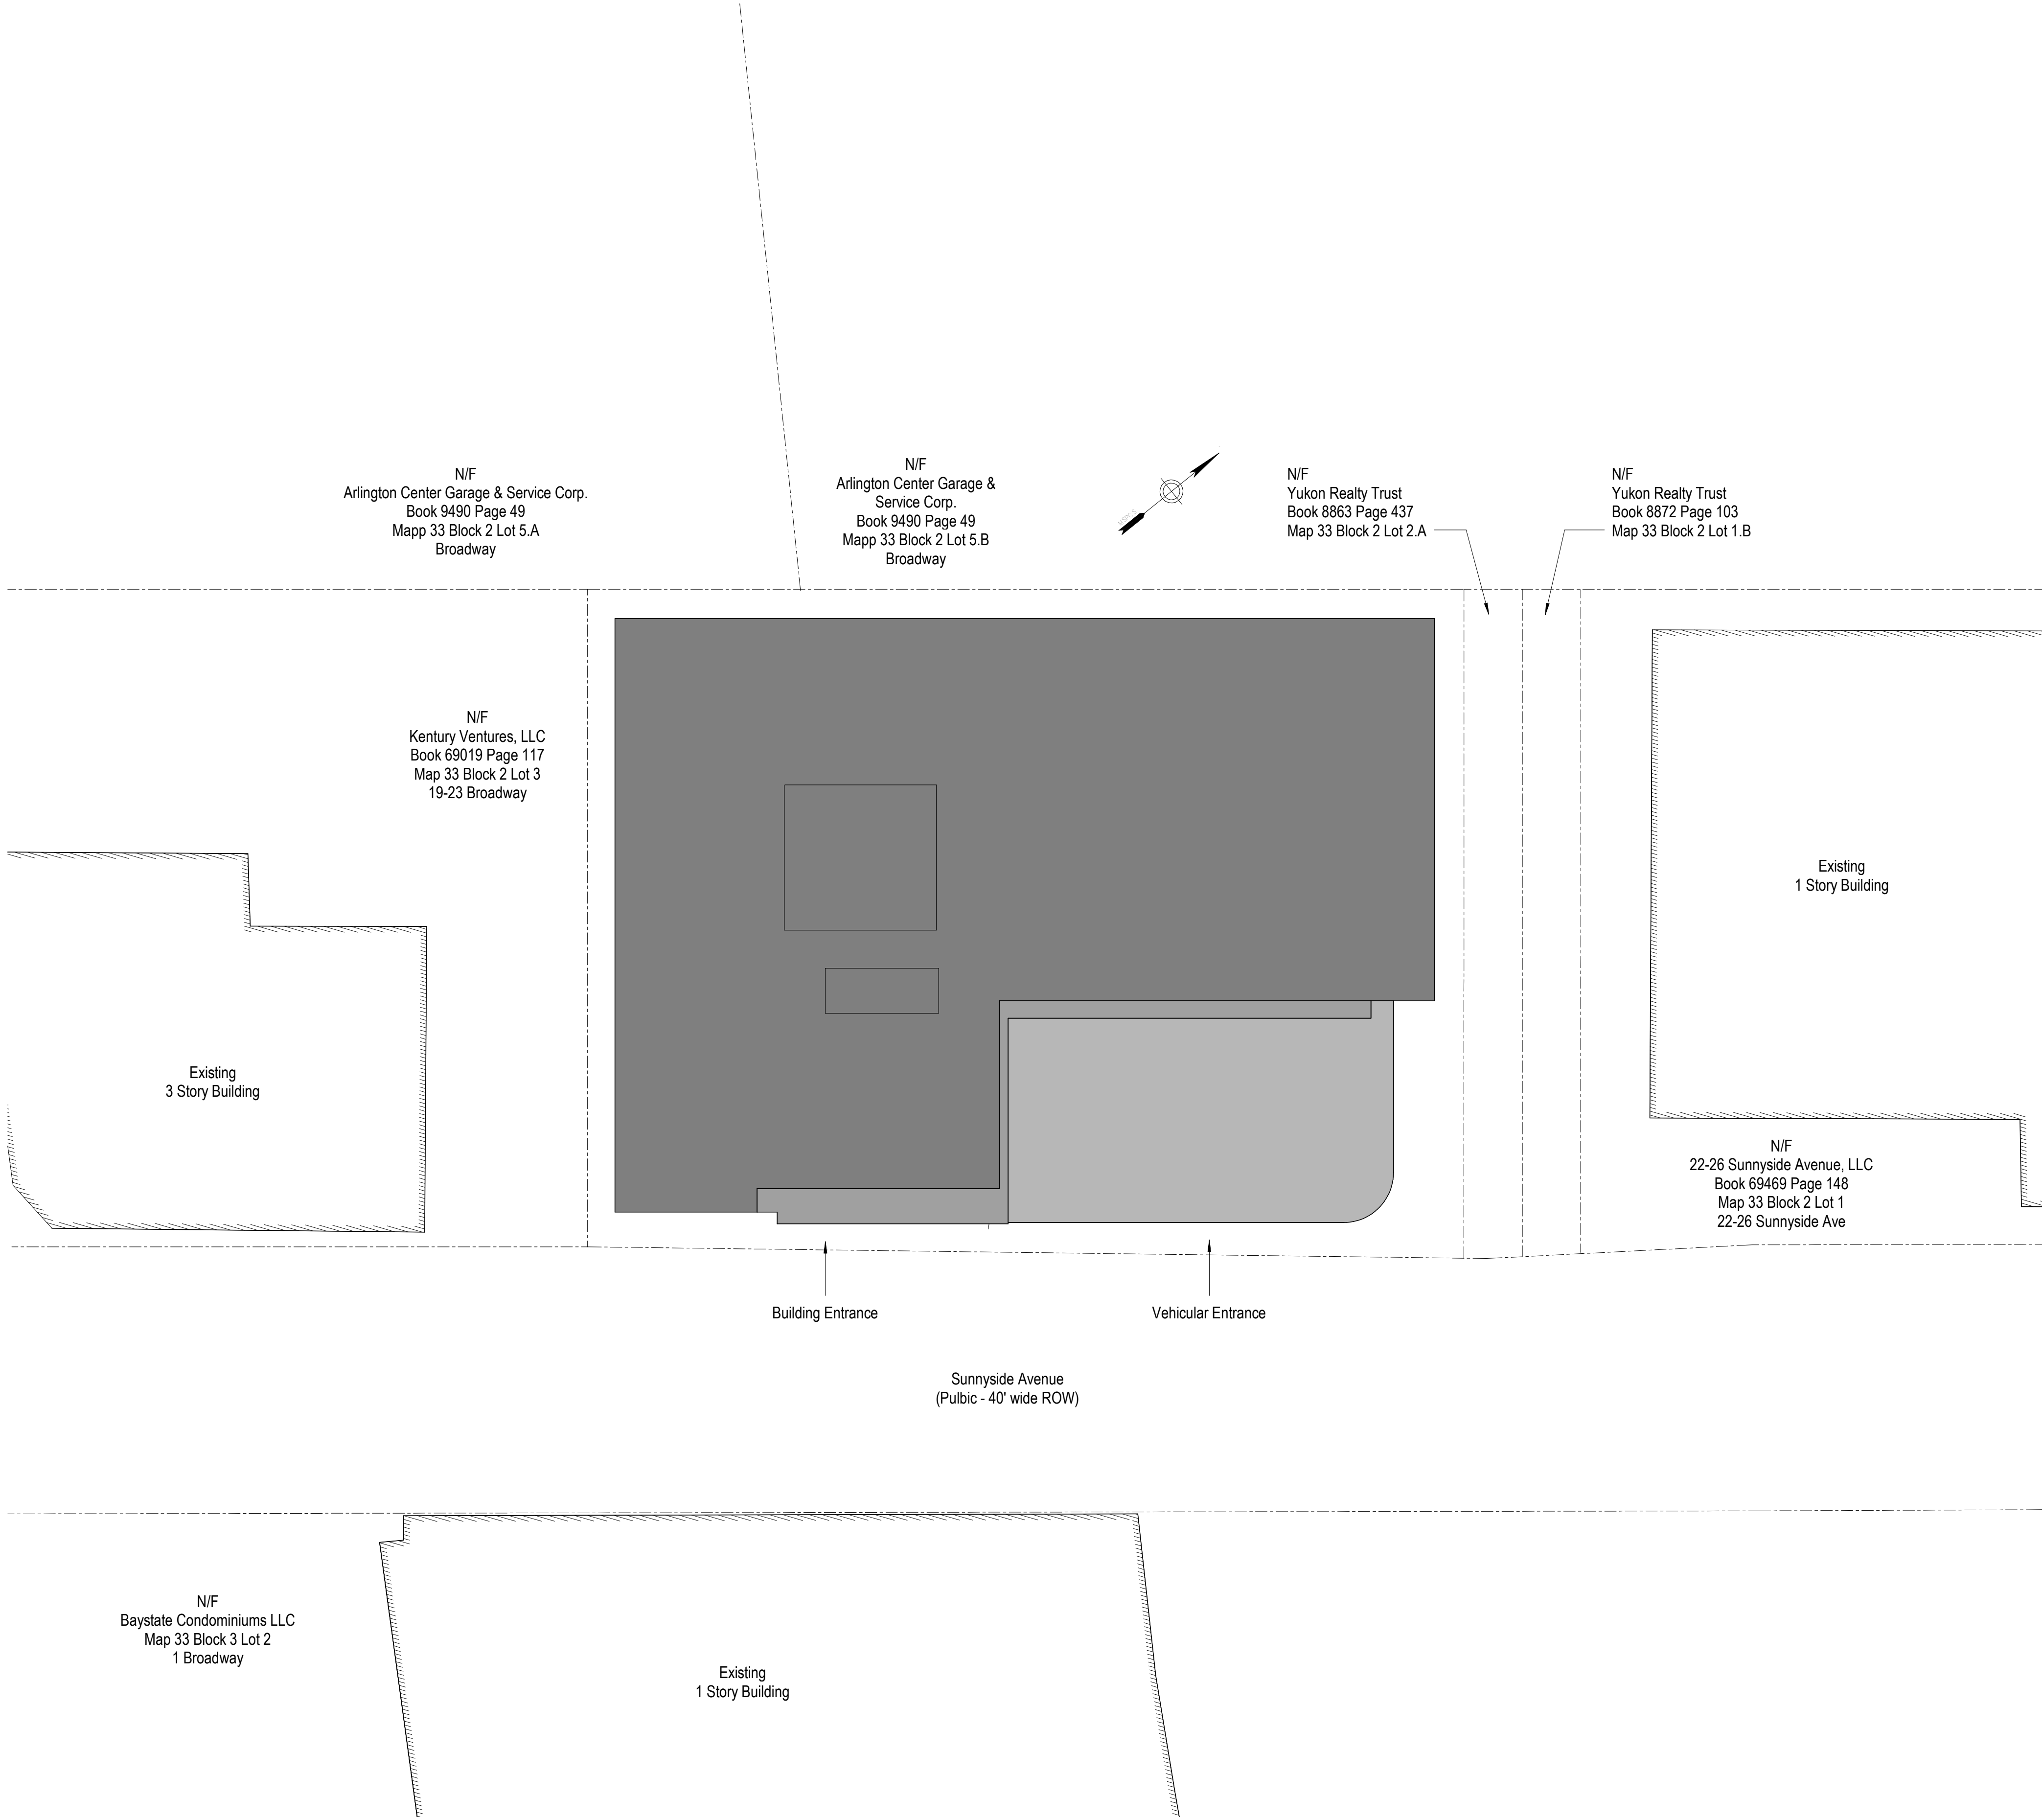 N/F
Arlington Center Garage & Service Corp.
Book 9490 Page 49
Mapp 33 Block 2 Lot 5.A
Broadway
N/F
Arlington Center Garage &
Service Corp.
Book 9490 Page 49
Mapp 33 Block 2 Lot 5.B
Broadway
N/F
Yukon Realty Trust
Book 8863 Page 437
Map 33 Block 2 Lot 2.A
N/F
Yukon Realty Trust
Book 8872 Page 103
Map 33 Block 2 Lot 1.B
N/F
Kentury Ventures, LLC
Book 69019 Page 117
Map 33 Block 2 Lot 3
19-23 Broadway
Existing
1 Story Building
Existing
3 Story Building
N/F
22-26 Sunnyside Avenue, LLC
Book 69469 Page 148
Map 33 Block 2 Lot 1
22-26 Sunnyside Ave
Building Entrance
Vehicular Entrance
Sunnyside Avenue
(Pulbic - 40' wide ROW)
N/F
Baystate Condominiums LLC
Map 33 Block 3 Lot 2
1 Broadway
Existing
1 Story Building